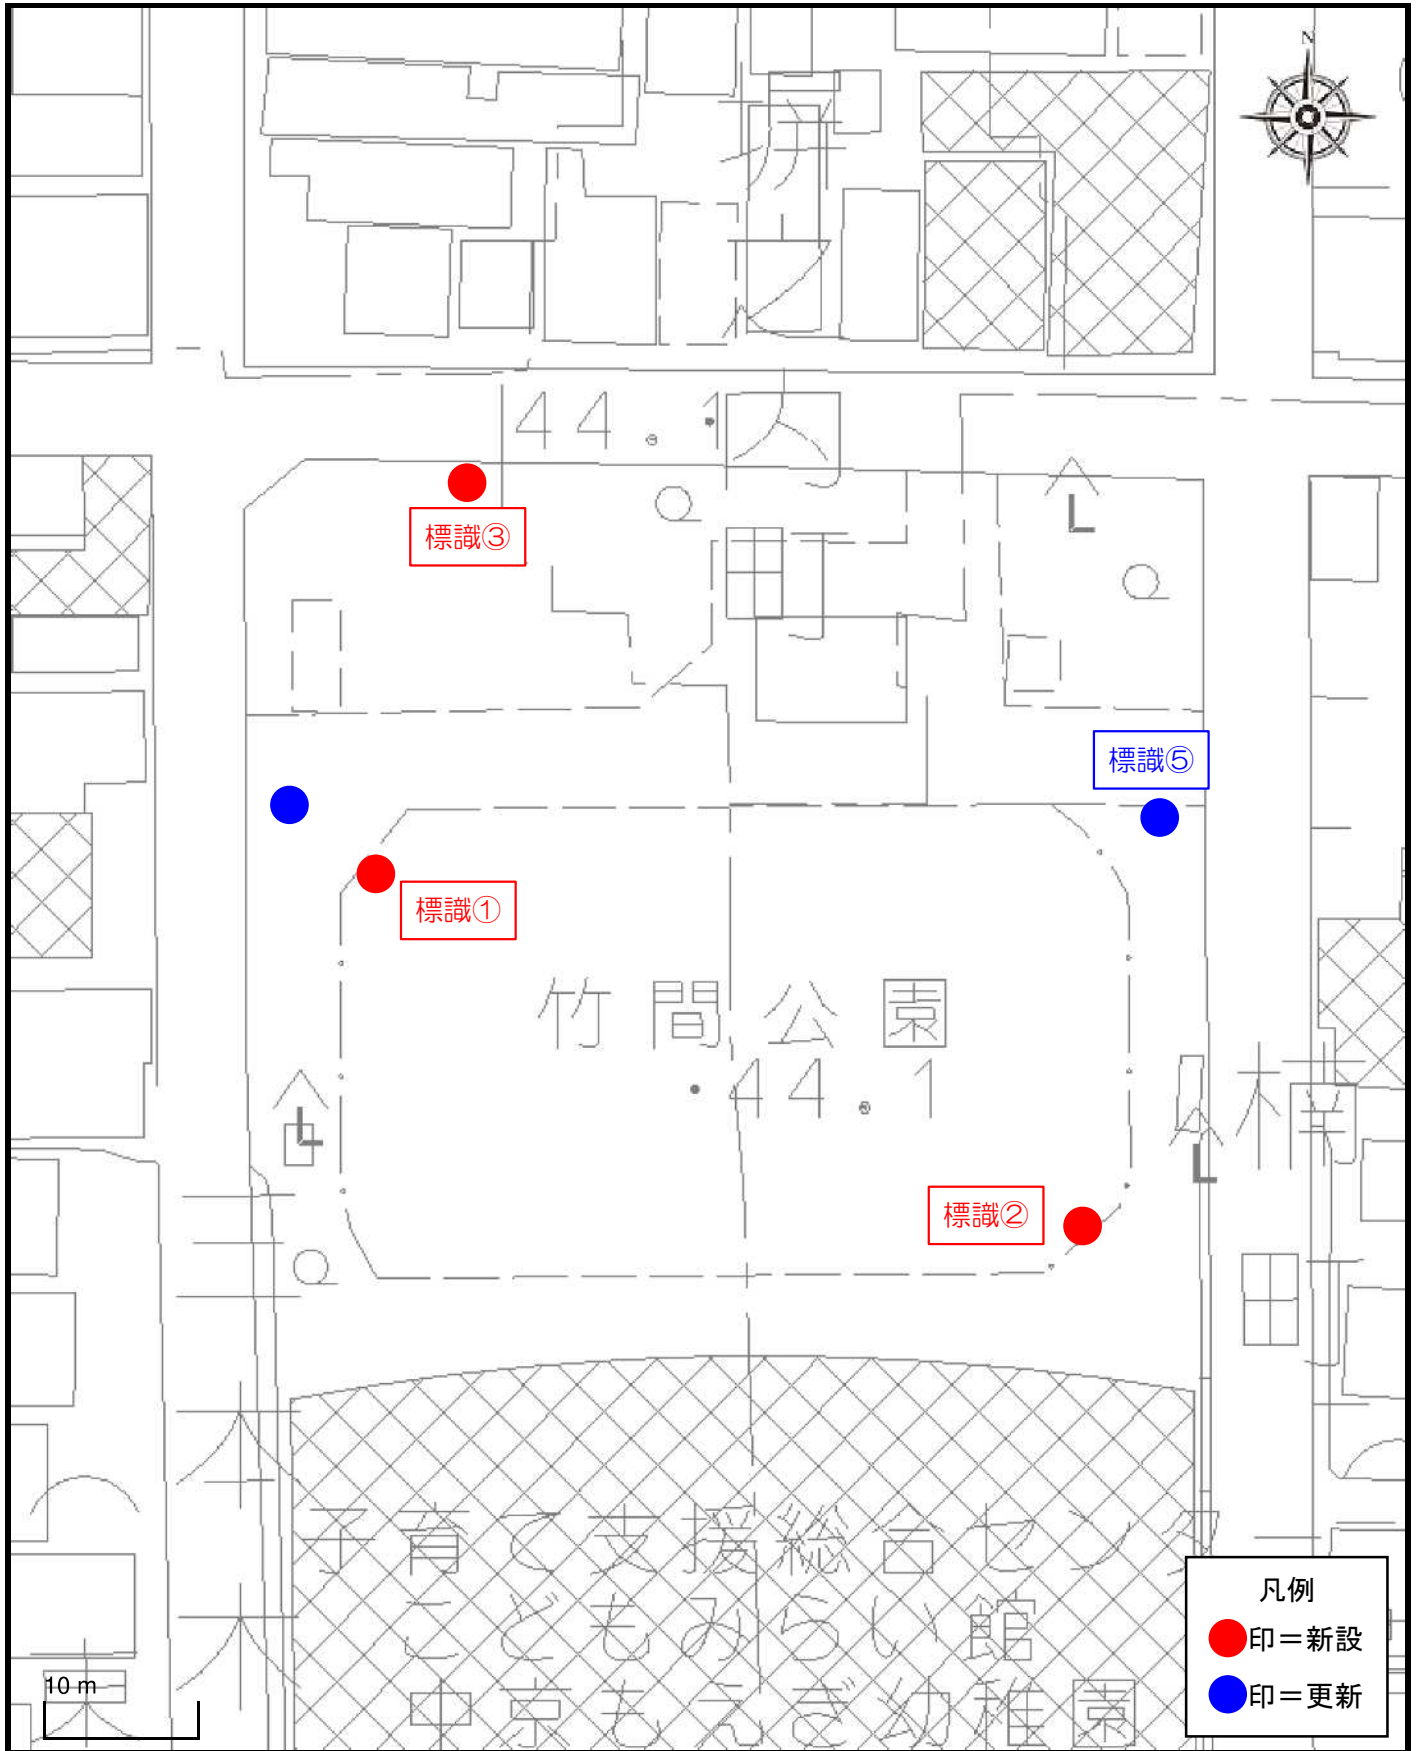 N
44.1
標識③
標識⑤
標識①
竹間公園
44.1
楠
標識②
子育て支援総合センター
こどもみらい館
中京もえぎ幼稚園
凡例
印=新設
印=更新
10 m